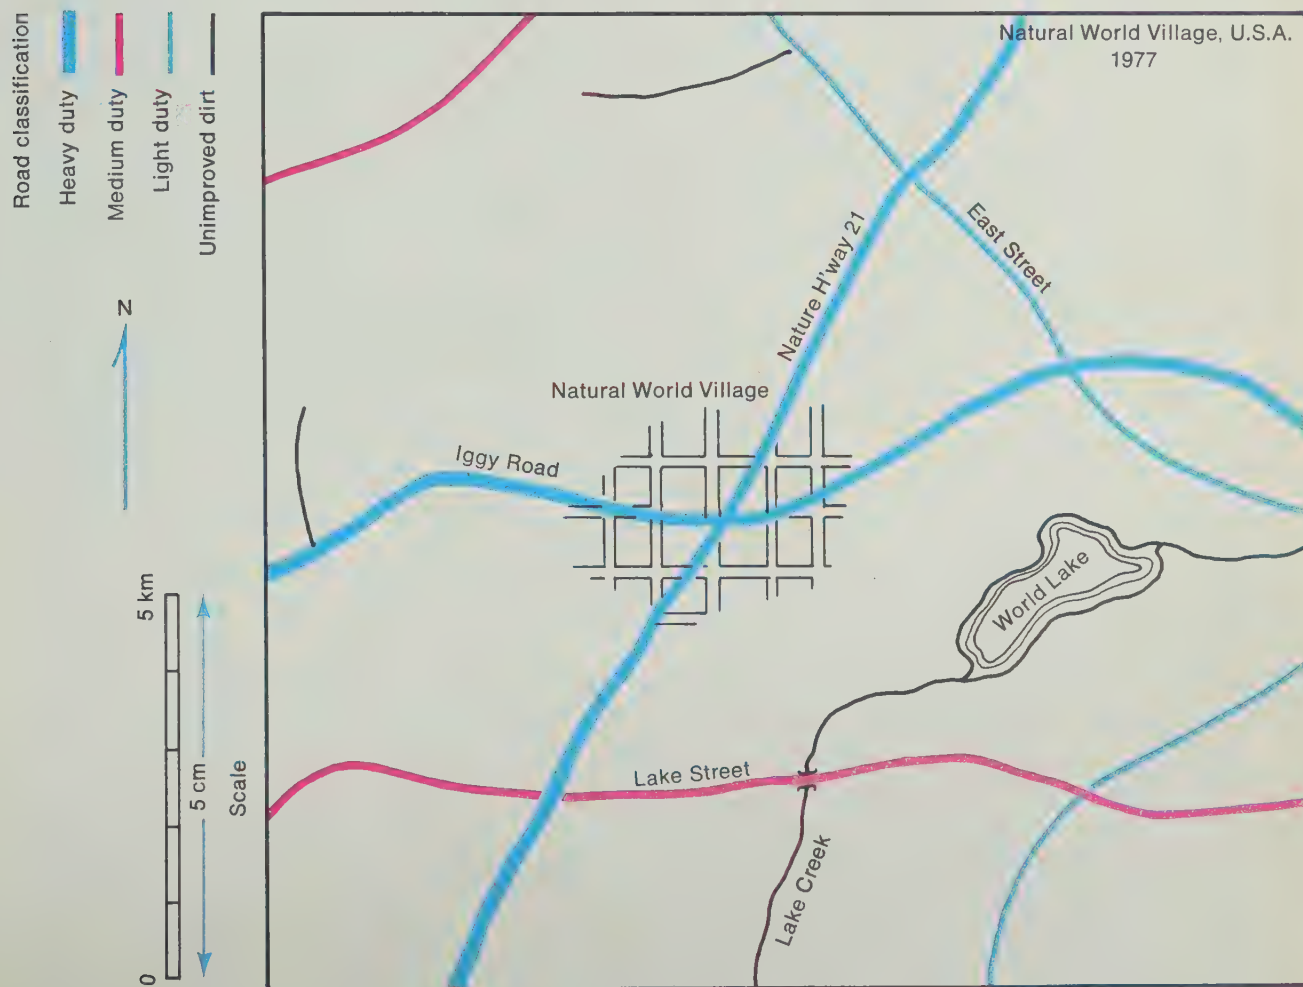 Natural World Village, U.S.A.
1977
Road classification
Heavy duty
Medium duty
Light duty
Unimproved dirt
N
5 km
0
5 cm
Scale
East Street
Nature H'way 21
Natural World Village
Iggy Road
World Lake
Lake Street
Lake Creek